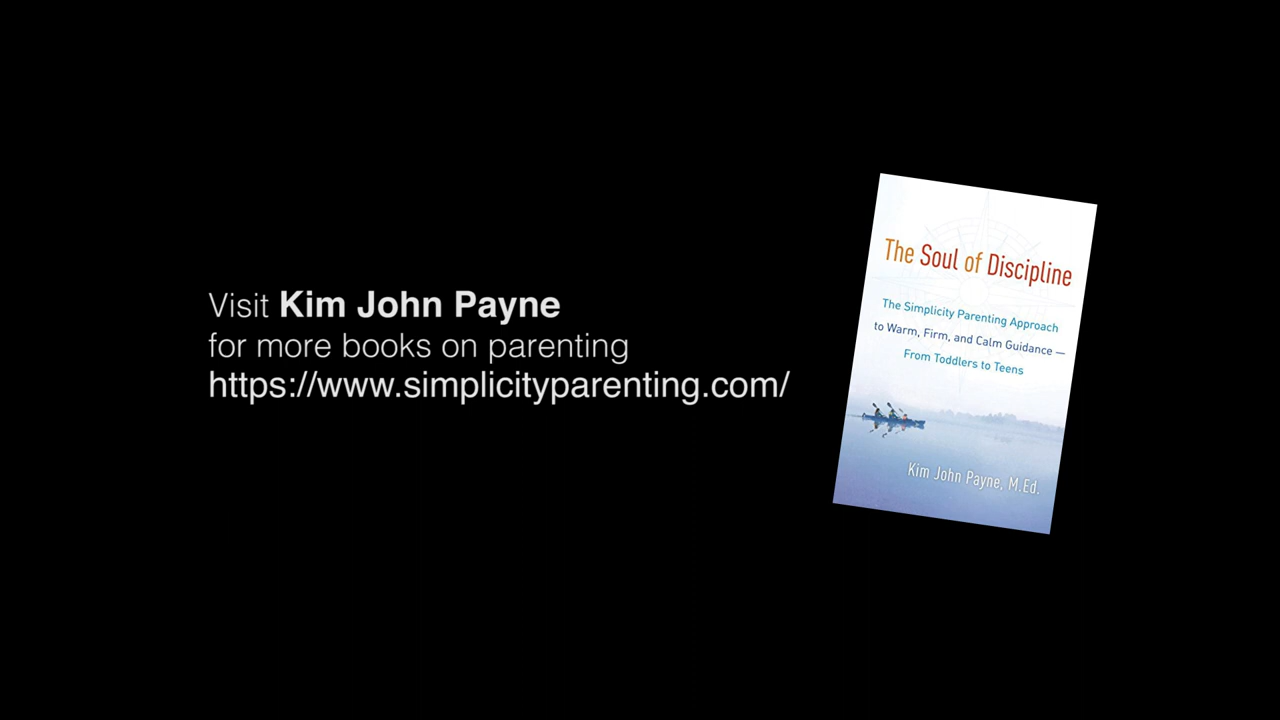 Visit Kim John Payne
for more books on parenting
https://www.simplicityparenting.com/
The Soul of Discipline
The Simplicity Parenting Approach
to Warm, Firm, and Calm Guidance —
From Toddlers to Teens
Kim John Payne, M.Ed.